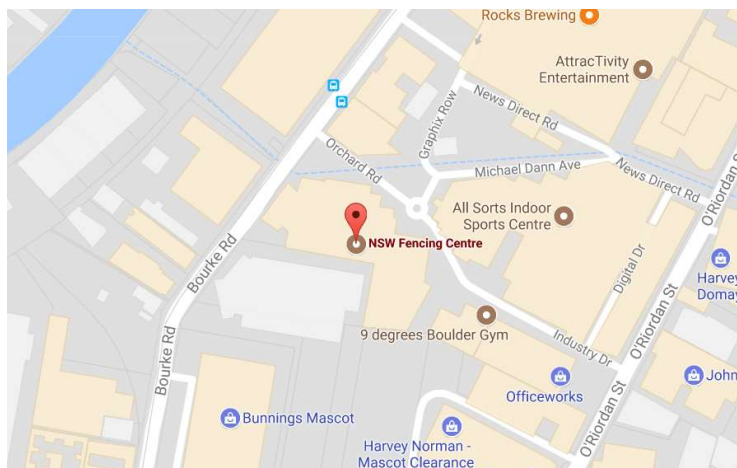 Rocks Brewing
AttracTivity
Entertainment
News Direct Rd
Graphix Row
Orchard Rd
Michael Dann Ave
News Direct Rd
O'Riordan St
All Sorts Indoor
Sports Centre
NSW Fencing Centre
Bourke Rd
Digital Dr
Harvey
Domay
9 degrees Boulder Gym
Industry Dr
O'Riordan St
Bourke Rd
Officeworks
John
Bunnings Mascot
O'Riordan St
Harvey Norman -
Mascot Clearance